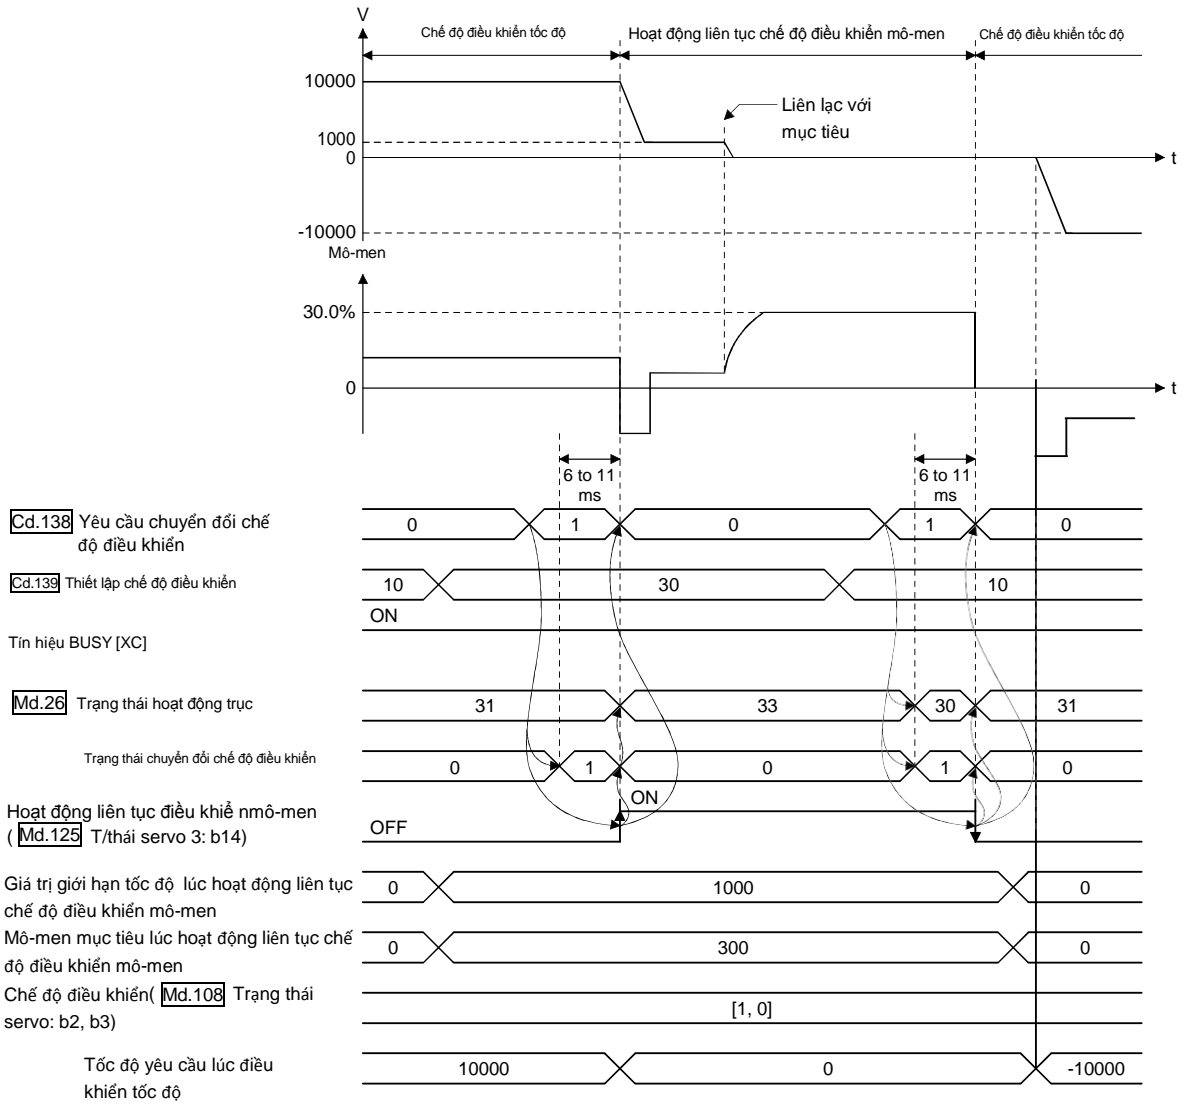 V
Chế độ điều khiển tốc độ
Hoạt động liên tục chế độ điều khiển mô-men
Chế độ điều khiển tốc độ
10000
Liên lạc với
mục tiêu
1000
0
t
-10000
Mô-men
30.0%
0
t
6 to 11
ms
6 to 11
ms
Cd.138 Yêu cầu chuyển đổi chế
độ điều khiển
0 1 0 1 0
Cd.139 Thiết lập chế độ điều khiển
10 30 10
ON
Tín hiệu BUSY [XC]
Md.26 Trạng thái hoạt động trục
31 33 30 31
Trạng thái chuyển đổi chế độ điều khiển
0 1 0 1 0
ON
Hoạt động liên tục điều khiể nmô-men
( Md.125 T/thái servo 3: b14)
OFF
Giá trị giới hạn tốc độ lúc hoạt động liên tục
chế độ điều khiển mô-men
0 1000 0
Mô-men mục tiêu lúc hoạt động liên tục chế
độ điều khiển mô-men
0 300 0
Chế độ điều khiển( Md.108 Trạng thái
servo: b2, b3)
[1, 0]
Tốc độ yêu cầu lúc điều
khiển tốc độ
10000 0 -10000